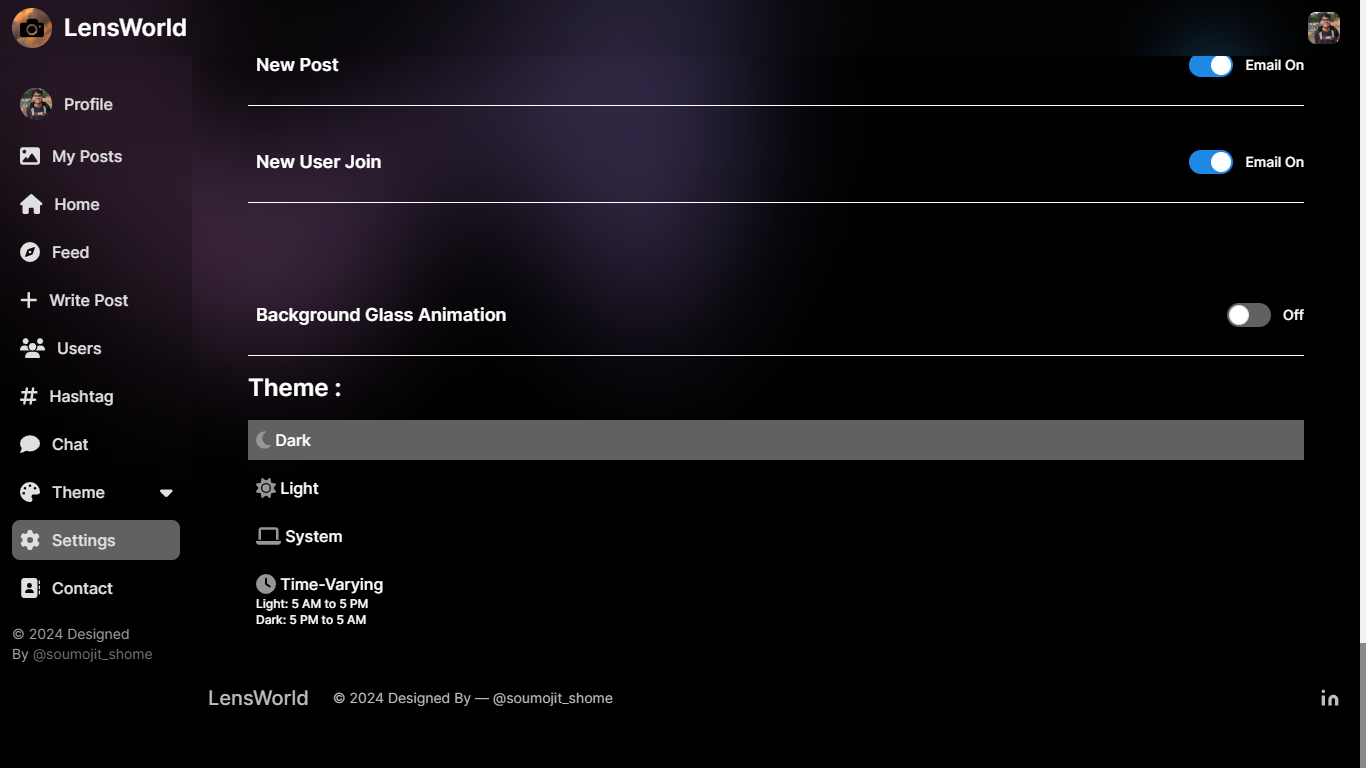 LensWorld
Profile
My Posts
Home
Feed
Write Post
Users
Hashtag
Chat
Theme
Settings
Contact
© 2024 Designed
By @soumojit_shome
New Post
Email On
New User Join
Email On
Background Glass Animation
Off
Theme :
Dark
Light
System
Time-Varying
Light: 5 AM to 5 PM
Dark: 5 PM to 5 AM
LensWorld © 2024 Designed By — @soumojit_shome